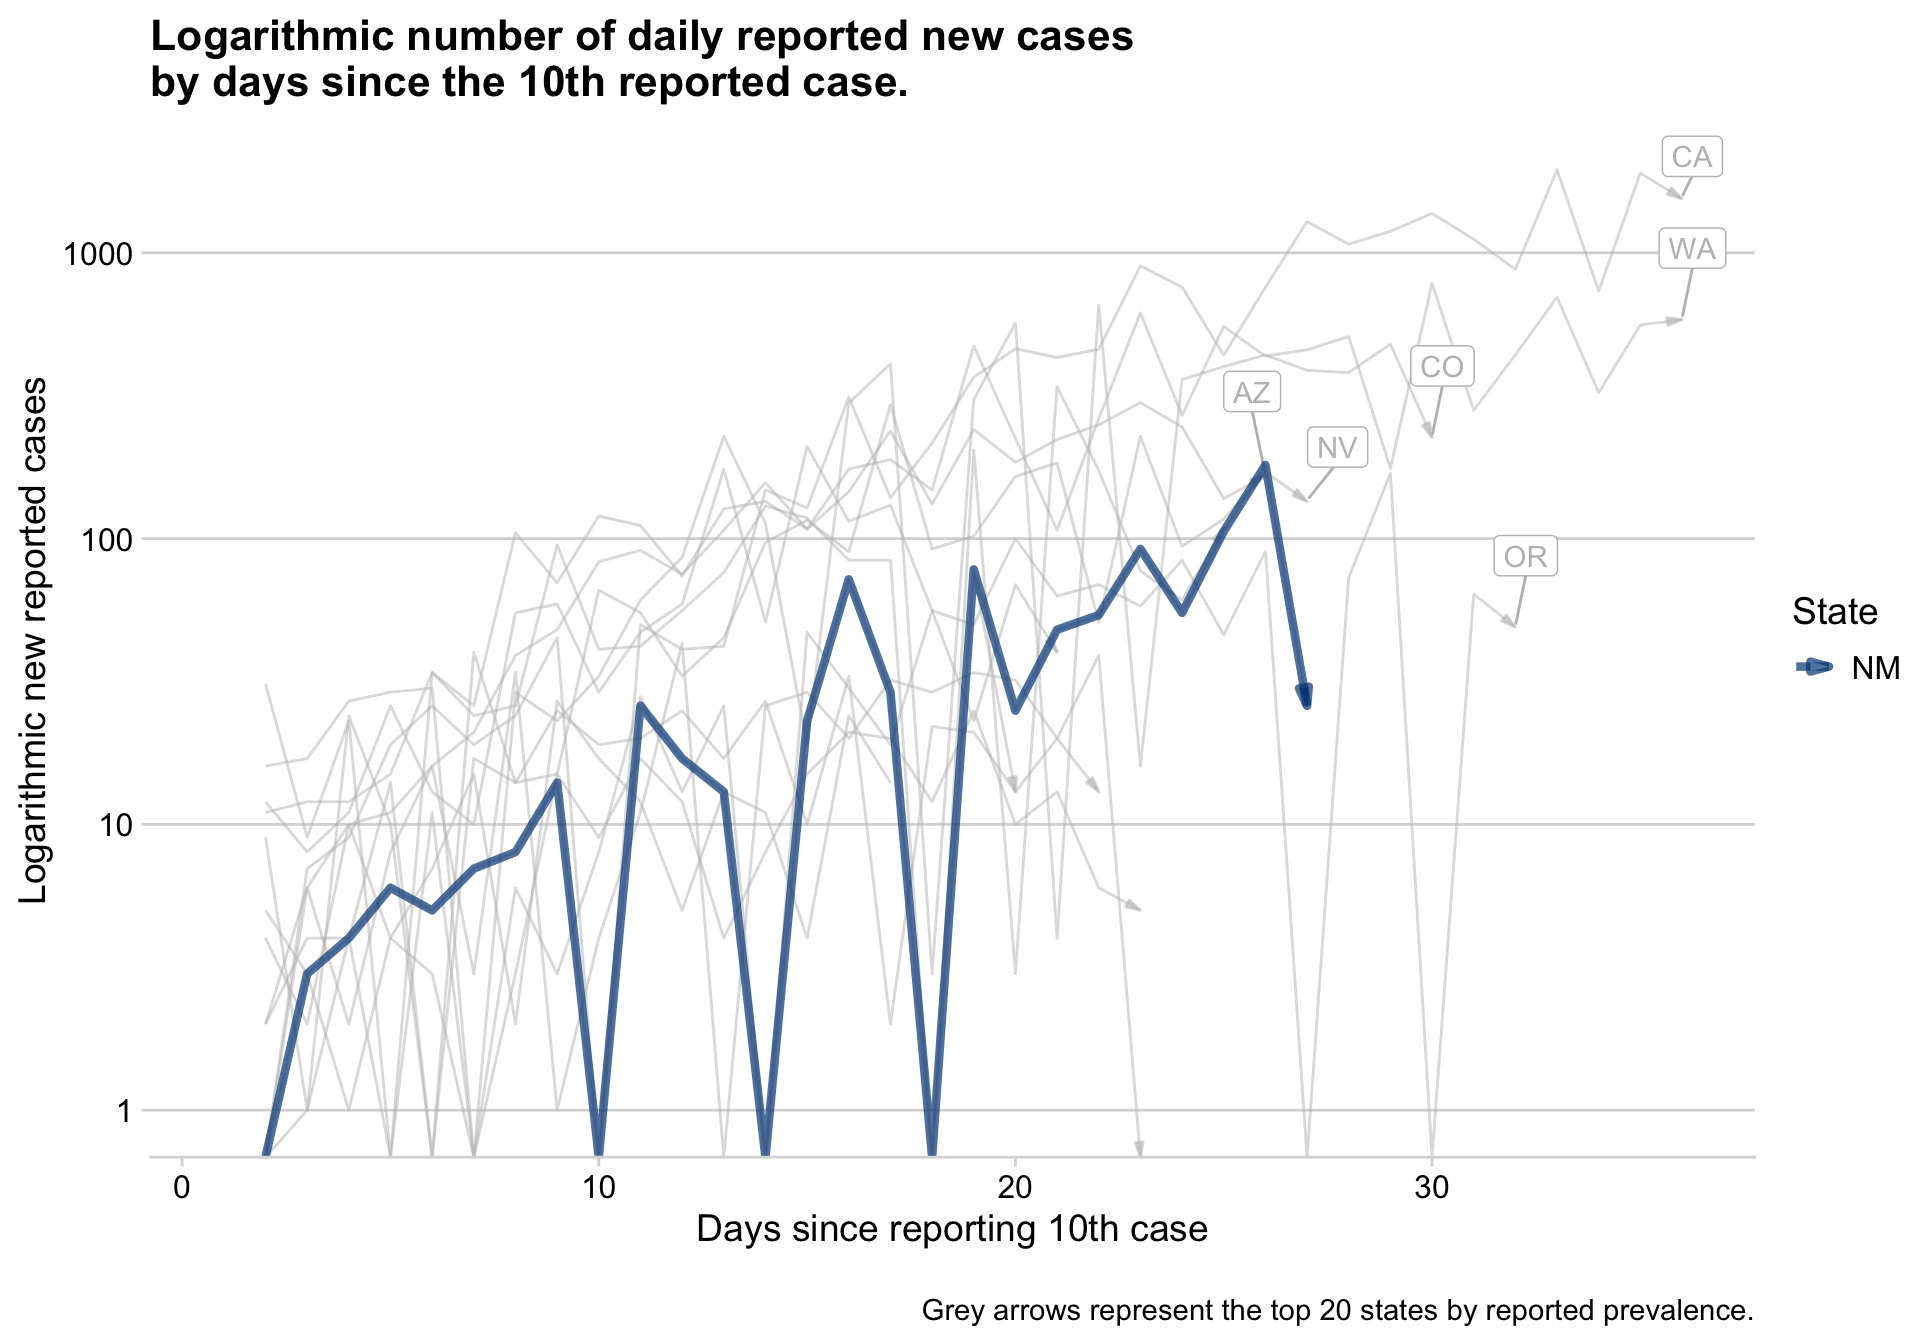 Logarithmic number of daily reported new cases
by days since the 10th reported case.
Logarithmic new reported cases
1000
100
10
1
CA
WA
CO
AZ
NV
OR
State
NM
0 10 20 30
Days since reporting 10th case
Grey arrows represent the top 20 states by reported prevalence.